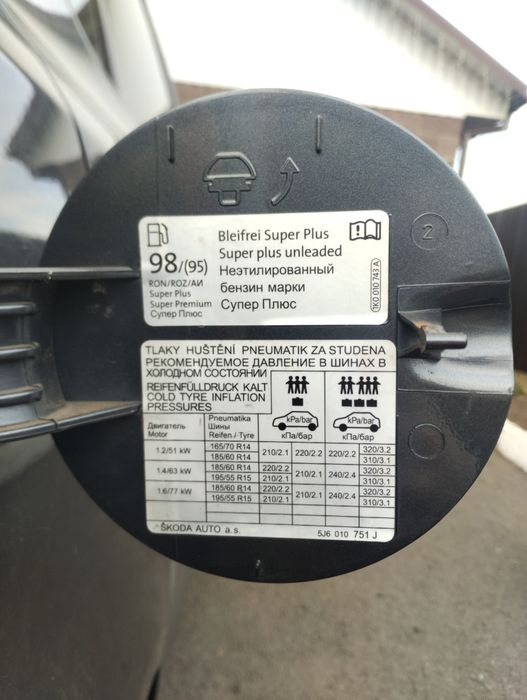 2
Bleifrei Super Plus
98/(95) Super plus unleaded
RON/ROZ/АИ Неэтилированный
Super Plus бензин марки
Super Premium Супер Плюс
Супер Плюс
1K0 010 743 A
TLAKY HUŠTĚNÍ PNEUMATIK ZA STUDENA
РЕКОМЕНДУЕМОЕ ДАВЛЕНИЕ В ШИНАХ В
ХОЛОДНОМ СОСТОЯНИИ
REIFENFÜLLDRUCK KALT
COLD TYRE INFLATION
PRESSURES
kPa/bar kPa/bar
кПа/бар кПа/бар
Двигатель Motor
Pneumatika Шины Reifen / Tyre
1.2/51 kW 165/70 R14 210/2.1 220/2.2 220/2.2 320/3.2
185/60 R14 310/3.1
1.4/63 kW 185/60 R14 220/2.2 210/2.1 240/2.4 320/3.2
195/55 R15 210/2.1 310/3.1
1.6/77 kW 185/60 R14 220/2.2 210/2.1 240/2.4 320/3.2
195/55 R15 210/2.1 310/3.1
ŠKODA AUTO a.s. 5J6 010 751 J